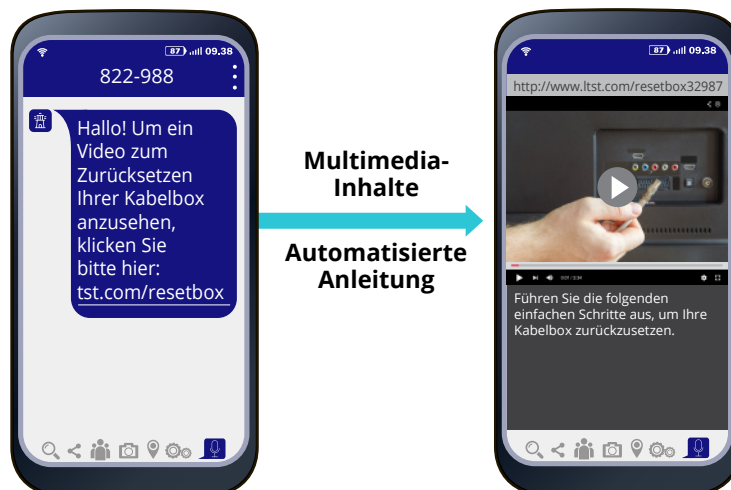 87 09.38
822-988
Hallo! Um ein
Video zum
Zurücksetzen
Ihrer Kabelbox
anzusehen,
klicken Sie
bitte hier:
tst.com/resetbox
Multimedia-
Inhalte
Automatisierte
Anleitung
87 09.38
http://www.ltst.com/resetbox32987
Führen Sie die folgenden
einfachen Schritte aus, um Ihre
Kabelbox zurückzusetzen.